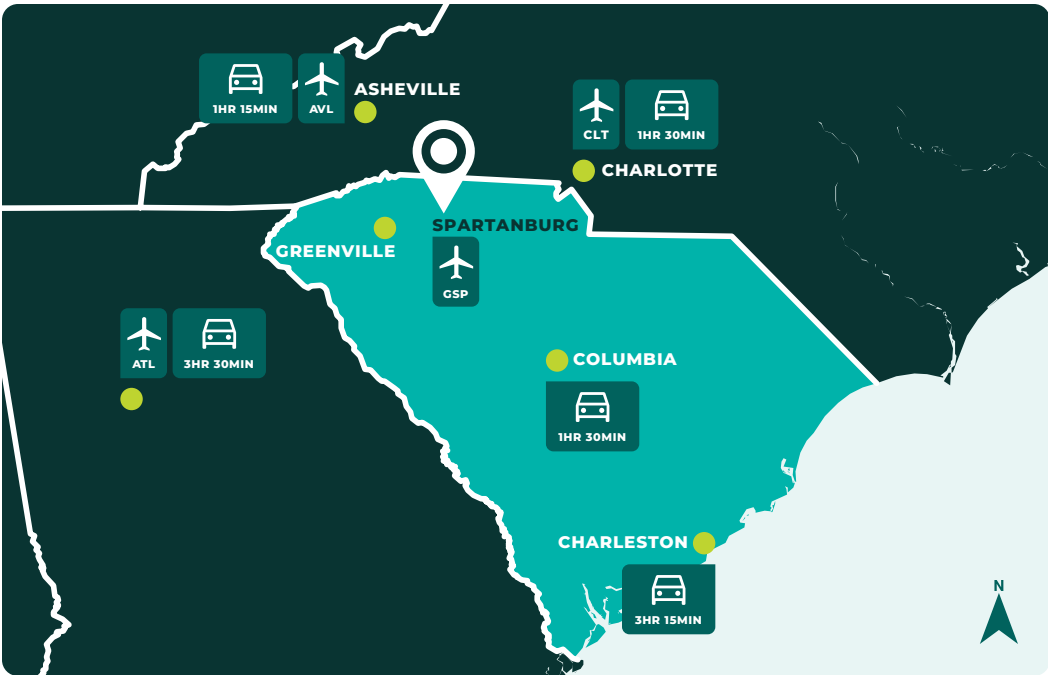 1HR 15MIN
AVL
ASHEVILLE
CLT
1HR 30MIN
CHARLOTTE
SPARTANBURG
GREENVILLE
GSP
ATL
3HR 30MIN
COLUMBIA
1HR 30MIN
CHARLESTON
3HR 15MIN
N